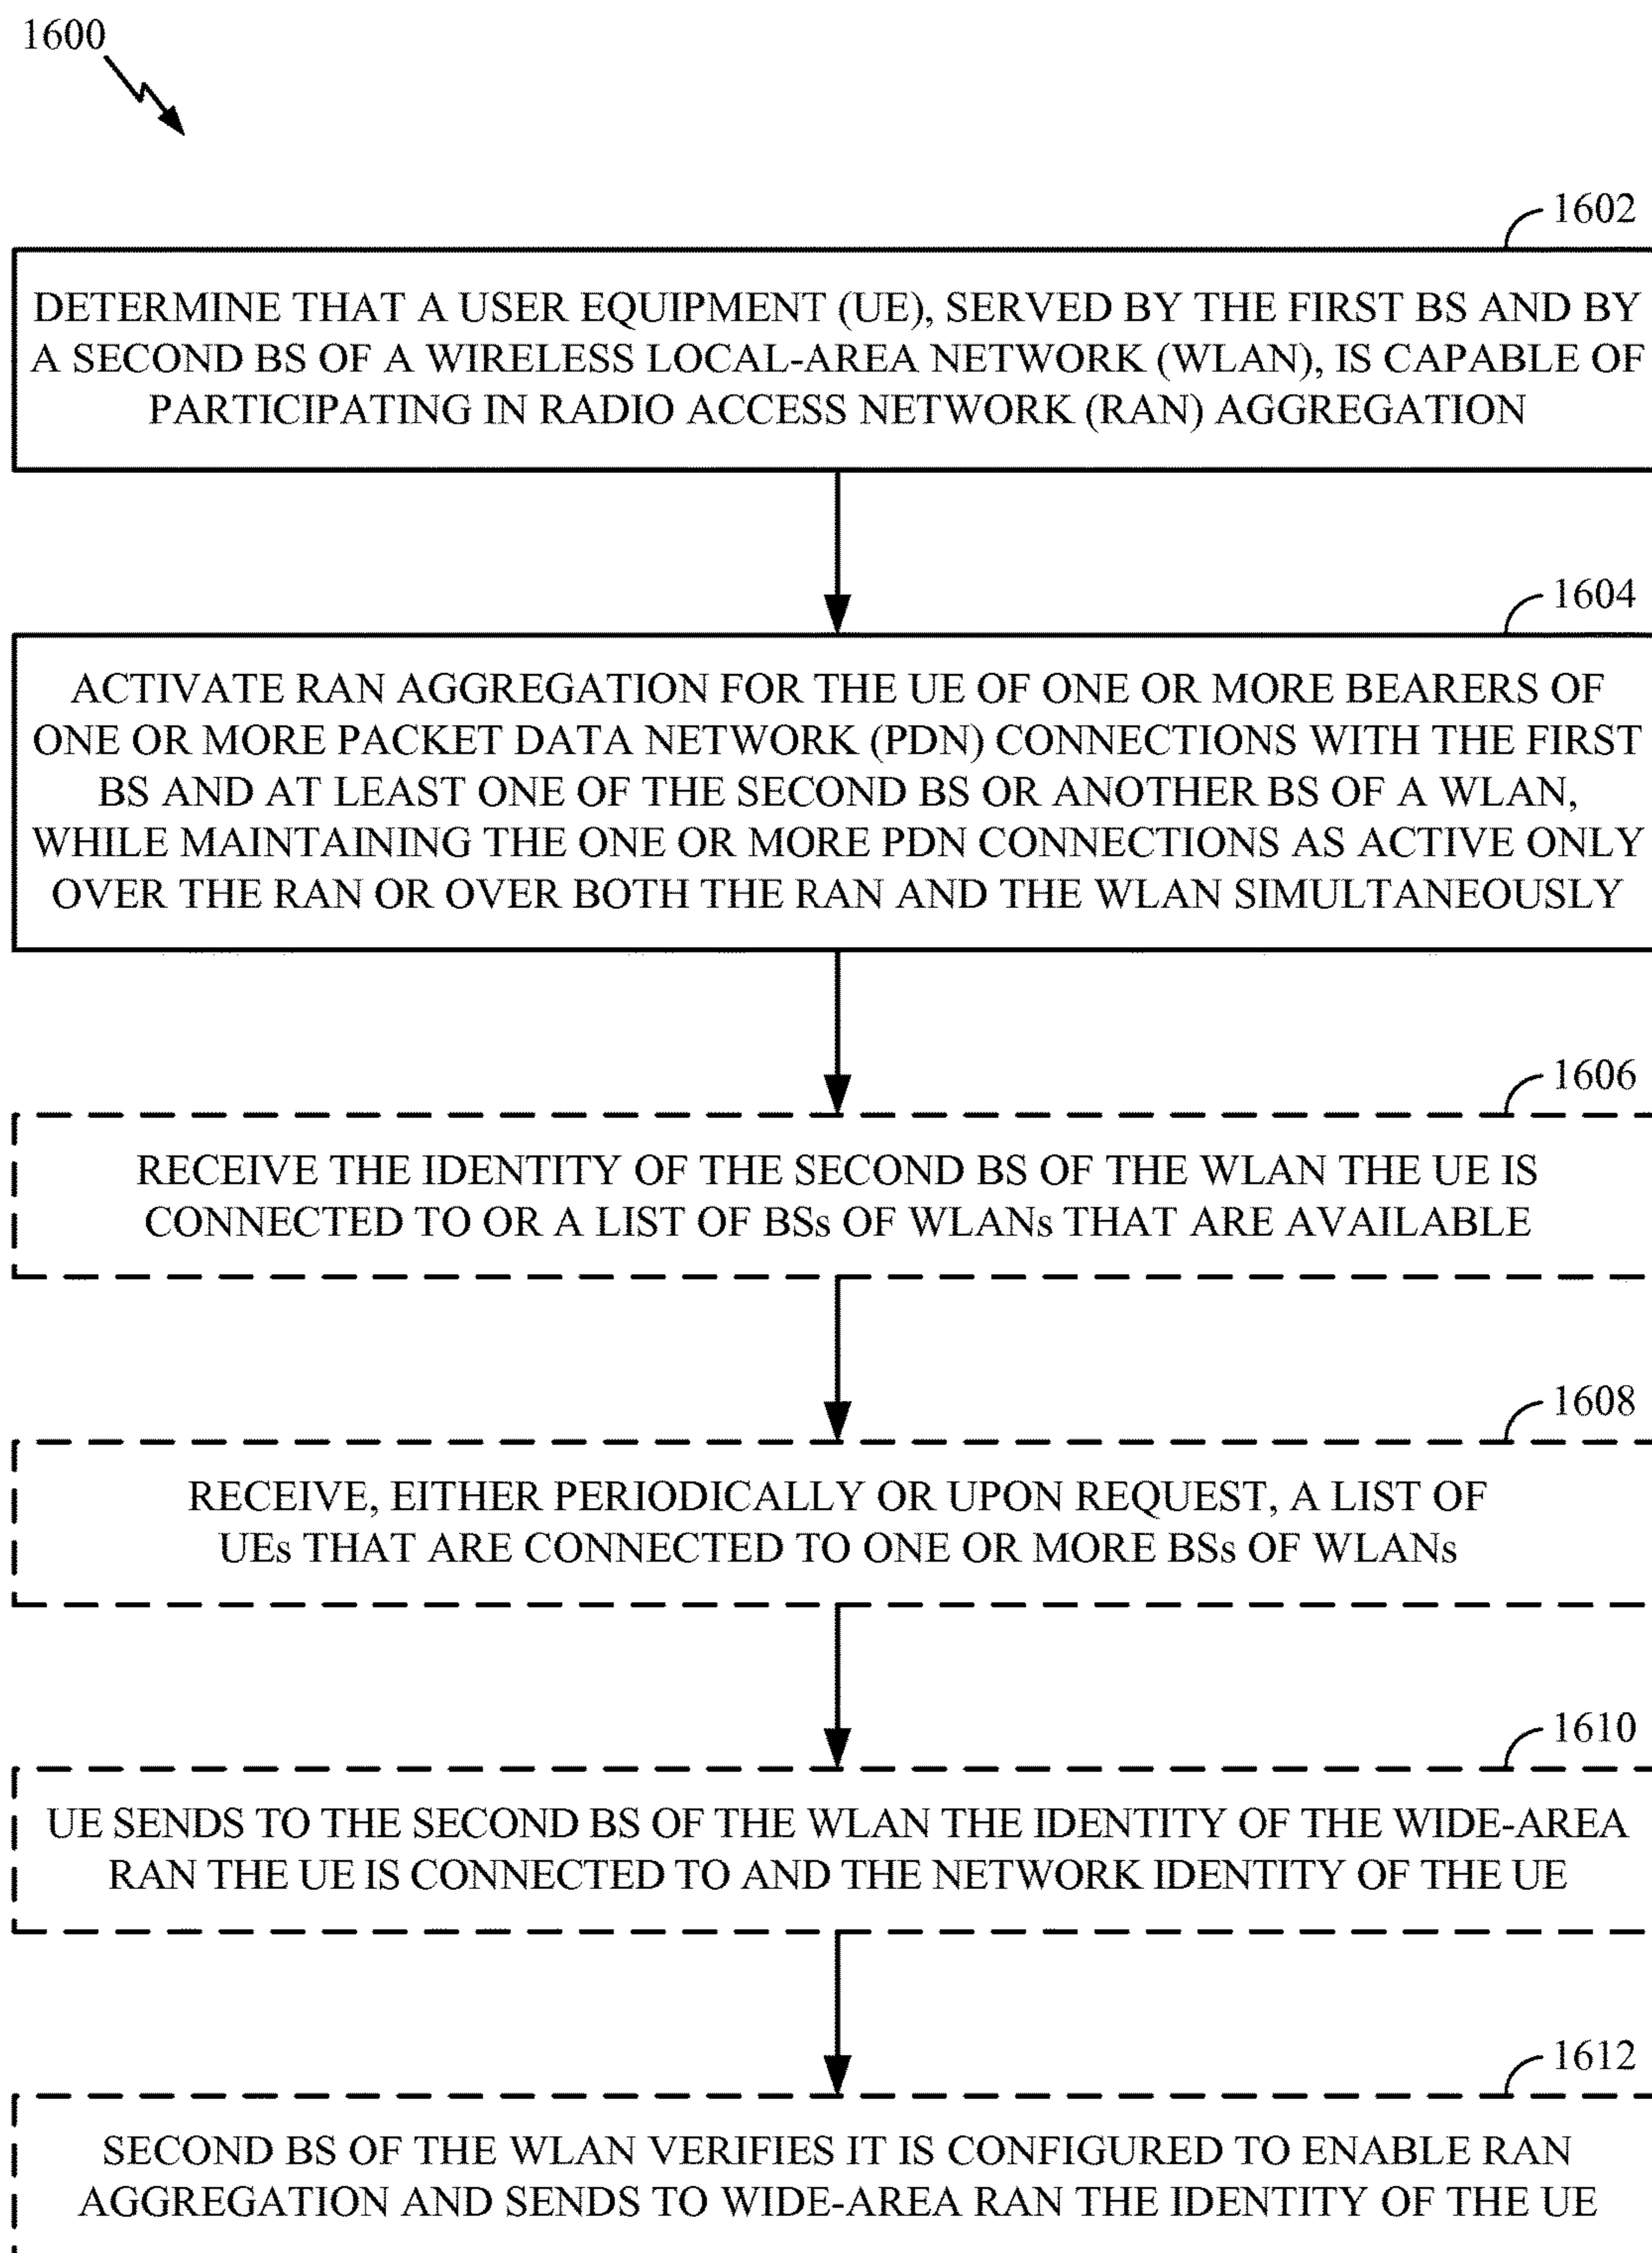 1600
1602
DETERMINE THAT A USER EQUIPMENT (UE), SERVED BY THE FIRST BS AND BY
A SECOND BS OF A WIRELESS LOCAL-AREA NETWORK (WLAN), IS CAPABLE OF
PARTICIPATING IN RADIO ACCESS NETWORK (RAN) AGGREGATION
1604
ACTIVATE RAN AGGREGATION FOR THE UE OF ONE OR MORE BEARERS OF
ONE OR MORE PACKET DATA NETWORK (PDN) CONNECTIONS WITH THE FIRST
BS AND AT LEAST ONE OF THE SECOND BS OR ANOTHER BS OF A WLAN,
WHILE MAINTAINING THE ONE OR MORE PDN CONNECTIONS AS ACTIVE ONLY
OVER THE RAN OR OVER BOTH THE RAN AND THE WLAN SIMULTANEOUSLY
1606
RECEIVE THE IDENTITY OF THE SECOND BS OF THE WLAN THE UE IS
CONNECTED TO OR A LIST OF BSs OF WLANs THAT ARE AVAILABLE
1608
RECEIVE, EITHER PERIODICALLY OR UPON REQUEST, A LIST OF
UEs THAT ARE CONNECTED TO ONE OR MORE BSs OF WLANs
1610
UE SENDS TO THE SECOND BS OF THE WLAN THE IDENTITY OF THE WIDE-AREA
RAN THE UE IS CONNECTED TO AND THE NETWORK IDENTITY OF THE UE
1612
SECOND BS OF THE WLAN VERIFIES IT IS CONFIGURED TO ENABLE RAN
AGGREGATION AND SENDS TO WIDE-AREA RAN THE IDENTITY OF THE UE